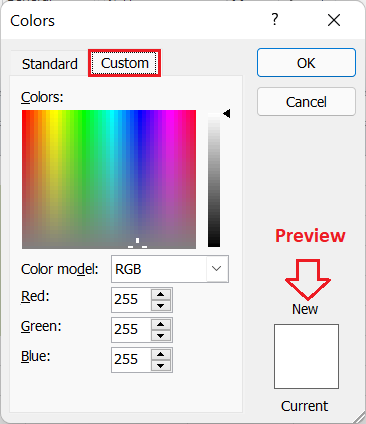 Colors
? ×
Standard
Custom
OK
Cancel
Colors:
Color model: RGB
Red: 255
Green: 255
Blue: 255
Preview
New
Current